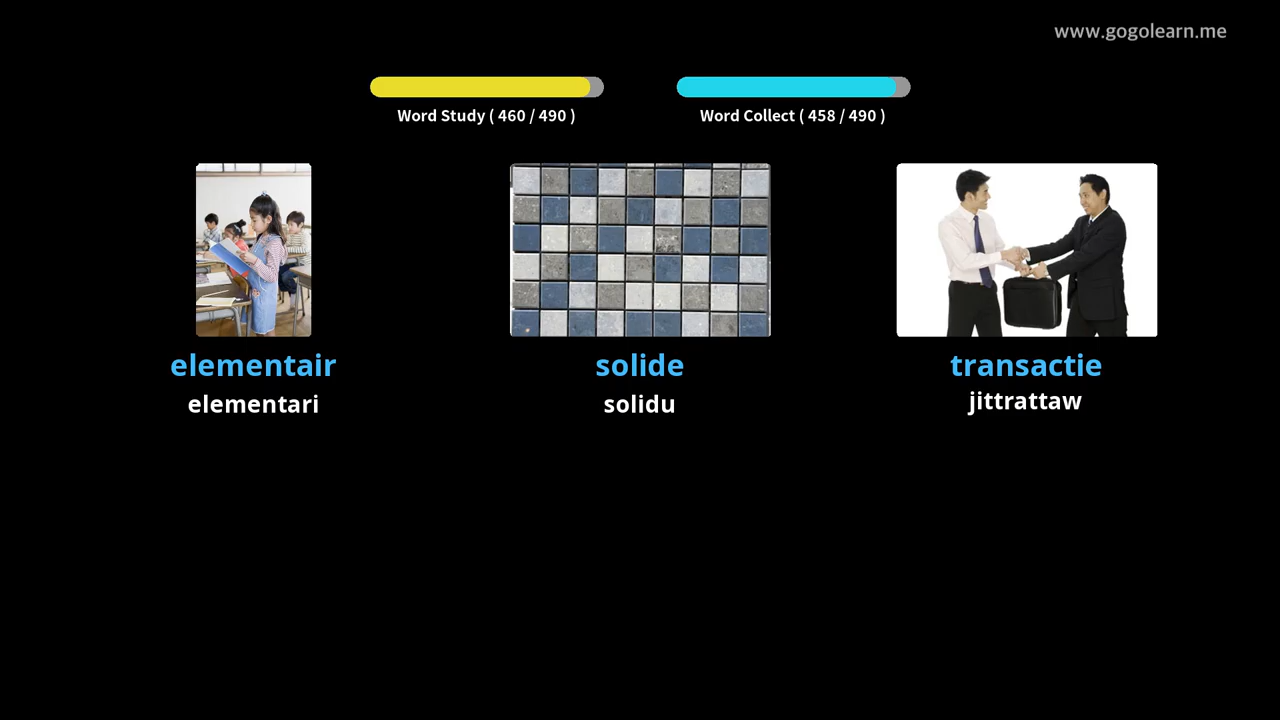 www.gogolearn.me
Word Study ( 460 / 490 )
Word Collect ( 458 / 490 )
elementair
elementari
solide
solidu
transactie
jittrattaw